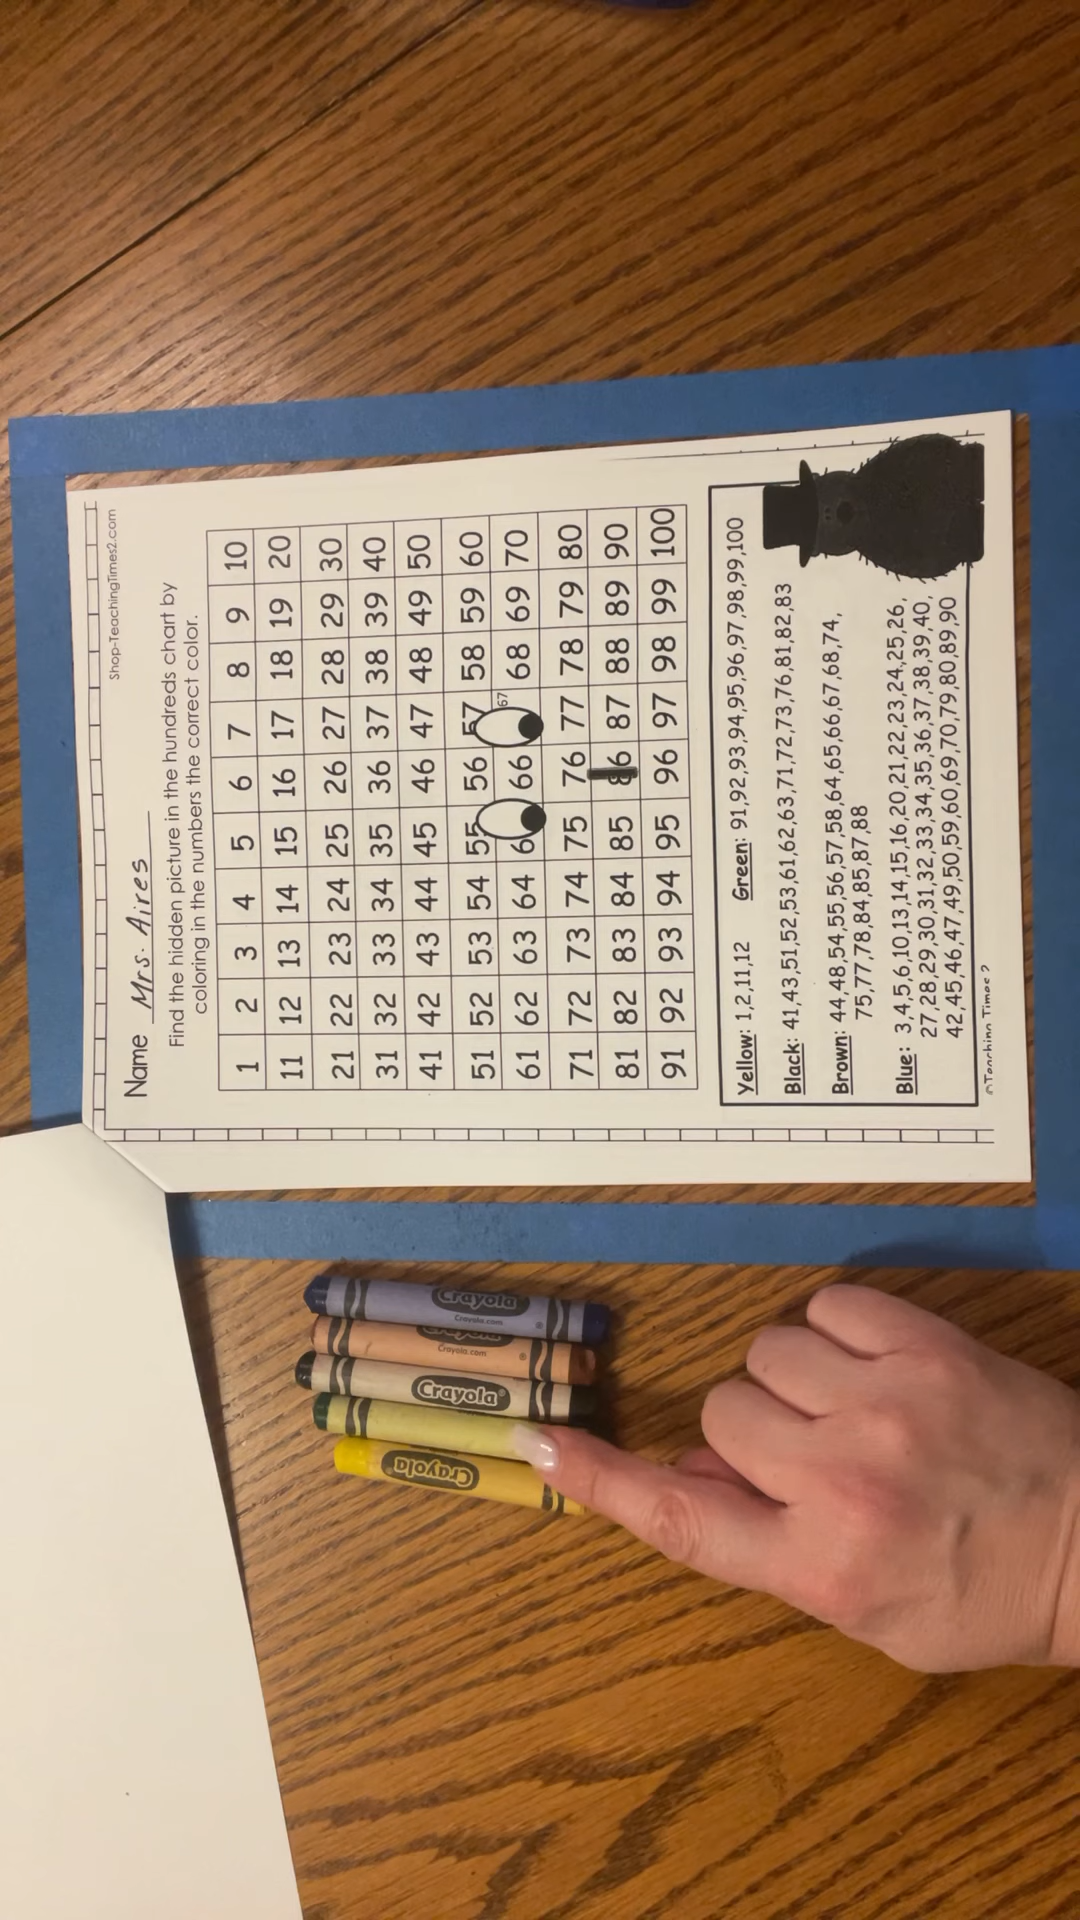 Shop-TeachingTimes2.com
Name Mrs. Aires
Find the hidden picture in the hundreds chart by
coloring in the numbers the correct color.
1 2 3 4 5 6 7 8 9 10
11 12 13 14 15 16 17 18 19 20
21 22 23 24 25 26 27 28 29 30
31 32 33 34 35 36 37 38 39 40
41 42 43 44 45 46 47 48 49 50
51 52 53 54 55 56 57 58 59 60
61 62 63 64 66 67 68 69 70
71 72 73 74 75 76 77 78 79 80
81 82 83 84 85 86 87 88 89 90
91 92 93 94 95 96 97 98 99 100
Yellow: 1,2,11,12 Green: 91,92,93,94,95,96,97,98,99,100
Black: 41,43,51,52,53,61,62,63,71,72,73,76,81,82,83
Brown: 44,48,54,55,56,57,58,64,65,66,67,68,74,
75,77,78,84,85,87,88
Blue: 3,4,5,6,10,13,14,15,16,20,21,22,23,24,25,26,
27,28,29,30,31,32,33,34,35,36,37,38,39,40,
42,45,46,47,49,50,59,60,69,70,79,80,89,90
©Teaching Times 2
Crayola
Crayola.com
Crayola
Crayola.com
Crayola
Crayola